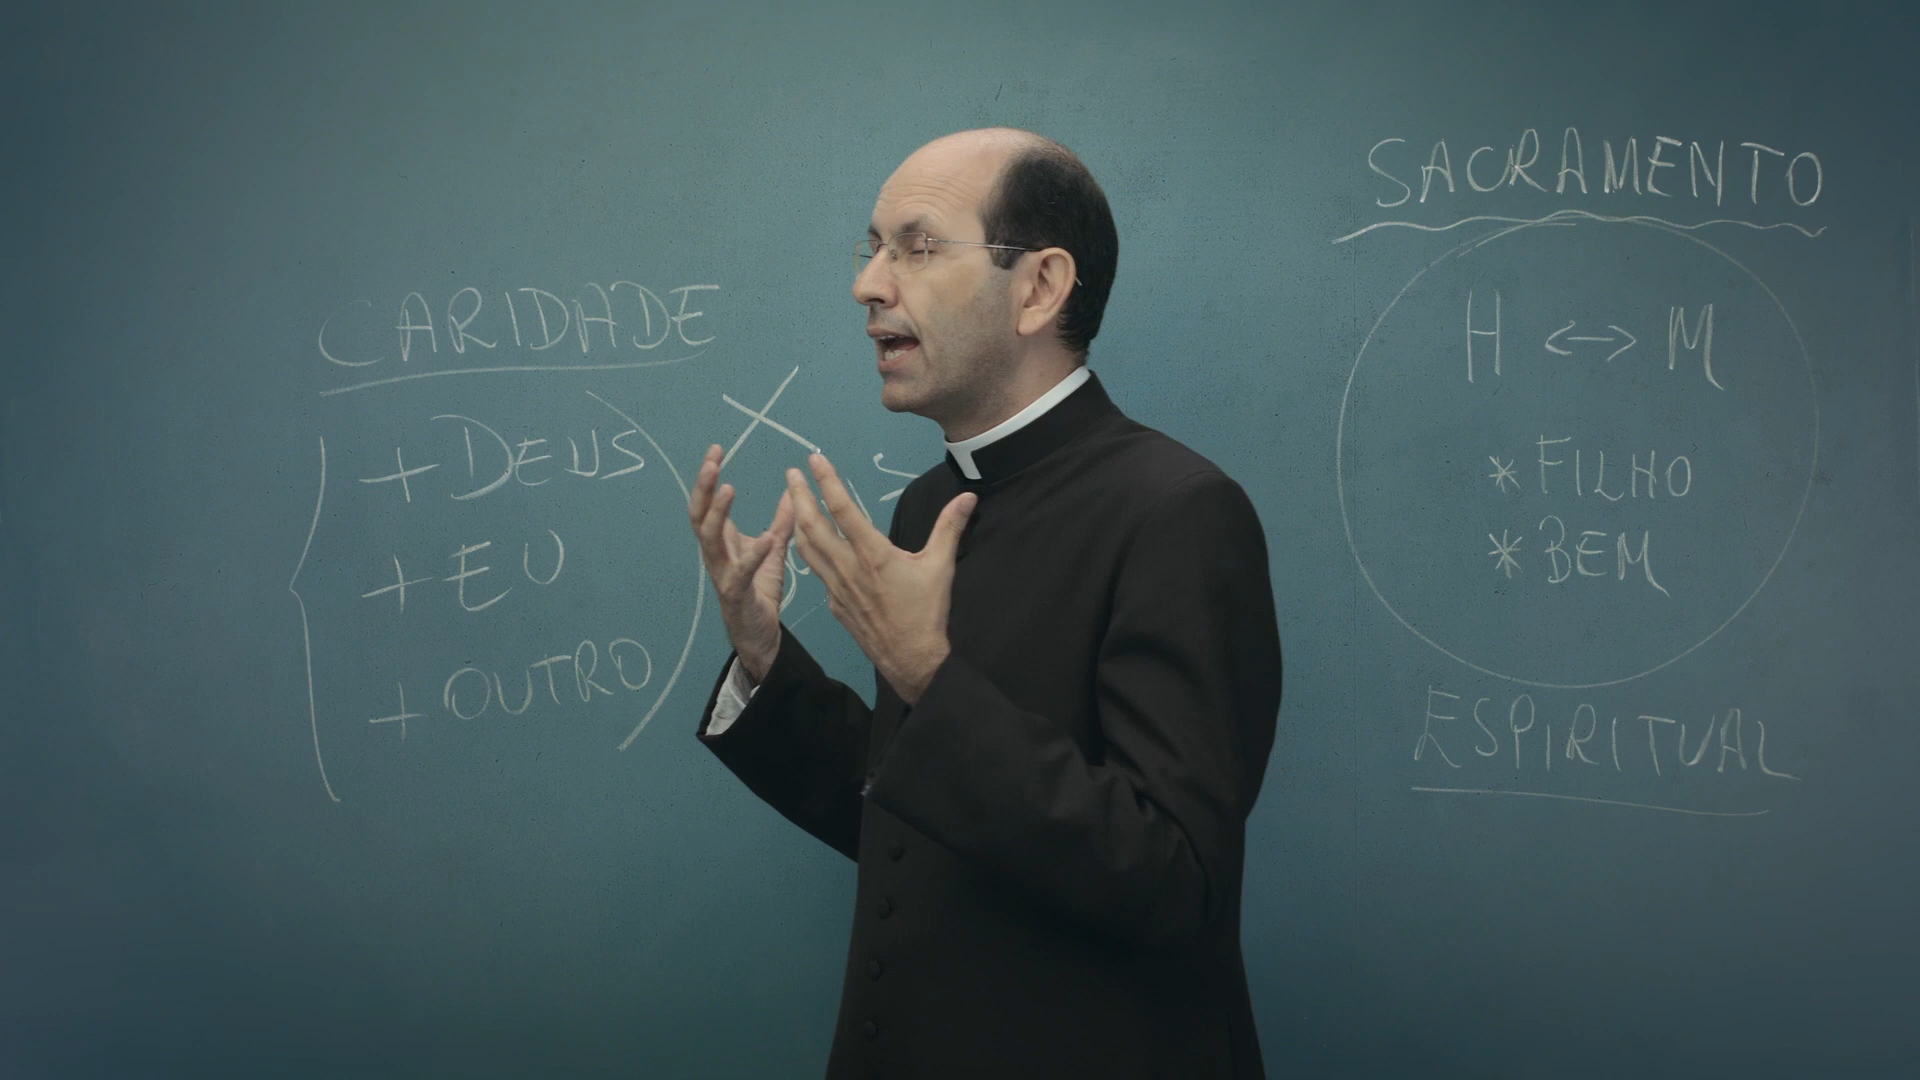 CARIDADE
+ DEUS
+ EU
+ OUTRO
SACRAMENTO
H ↔ M
* FILHO
* BEM
ESPIRITUAL